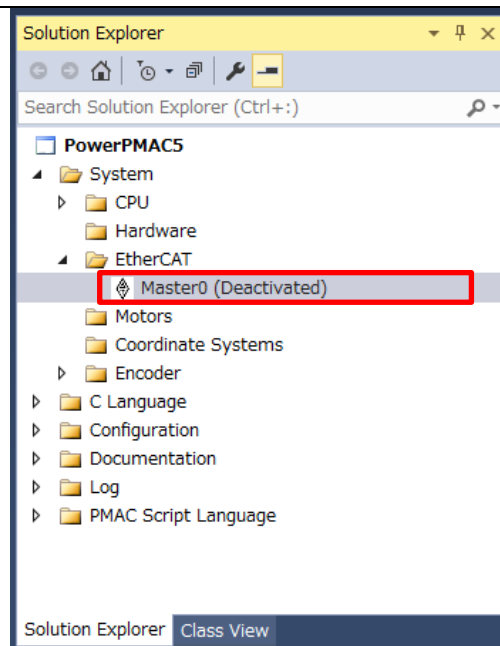 Solution Explorer
Search Solution Explorer (Ctrl+:)
PowerPMAC5
System
CPU
Hardware
EtherCAT
Master0 (Deactivated)
Motors
Coordinate Systems
Encoder
C Language
Configuration
Documentation
Log
PMAC Script Language
Solution Explorer Class View